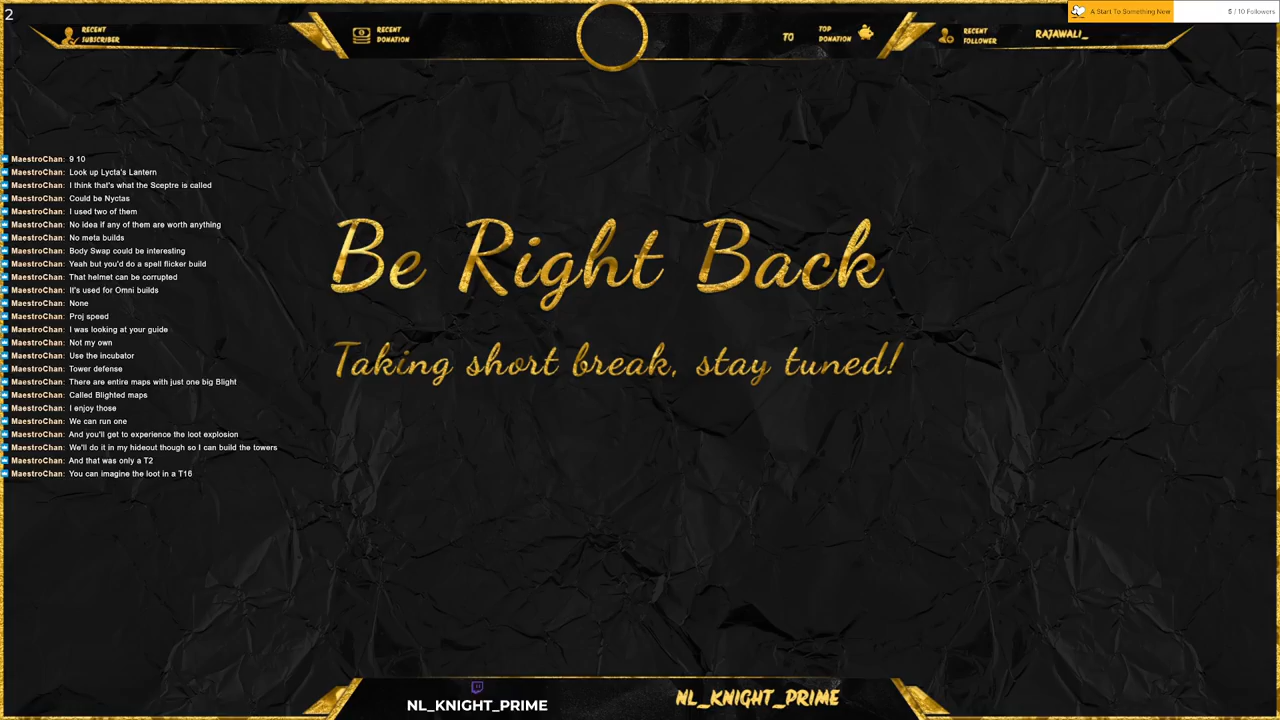 2
RECENT
SUBSCRIBER
RECENT
DONATION
TO
TOP
DONATION
RECENT
FOLLOWER
RAJAWALI_
A Start To Something New
5 / 10 Followers
MaestroChan: 9 10
MaestroChan: Look up Lycta's Lantern
MaestroChan: I think that's what the Sceptre is called
MaestroChan: Could be Nyctas
MaestroChan: I used two of them
MaestroChan: No idea if any of them are worth anything
MaestroChan: No meta builds
MaestroChan: Body Swap could be interesting
MaestroChan: Yeah but you'd do a spell flicker build
MaestroChan: That helmet can be corrupted
MaestroChan: It's used for Omni builds
MaestroChan: None
MaestroChan: Proj speed
MaestroChan: I was looking at your guide
MaestroChan: Not my own
MaestroChan: Use the incubator
MaestroChan: Tower defense
MaestroChan: There are entire maps with just one big Blight
MaestroChan: Called Blighted maps
MaestroChan: I enjoy those
MaestroChan: We can run one
MaestroChan: And you'll get to experience the loot explosion
MaestroChan: We'll do it in my hideout though so I can build the towers
MaestroChan: And that was only a T2
MaestroChan: You can imagine the loot in a T16
Be Right Back
Taking short break, stay tuned!
NL_KNIGHT_PRIME
NL_KNIGHT_PRIME